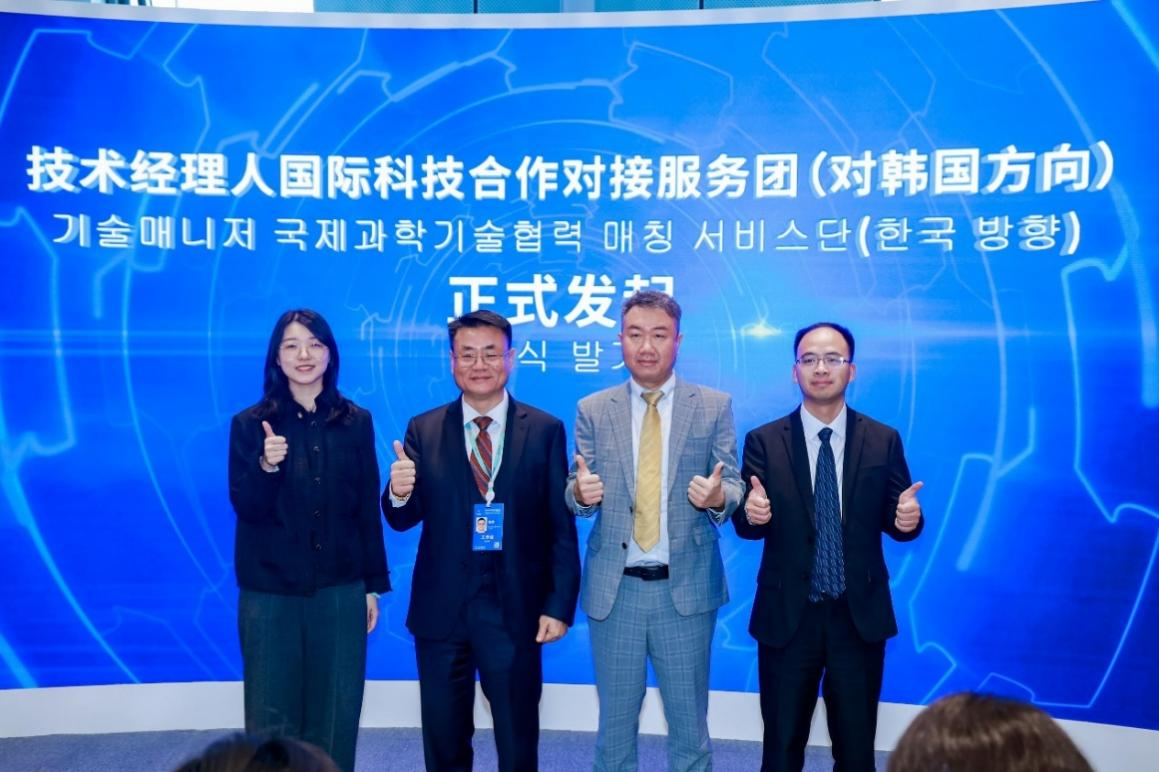 技术经理人国际科技合作对接服务团(对韩国方向)
기술매니저 국제과학기술협력 매칭 서비스단(한국 방향)
正式发起
식 발기